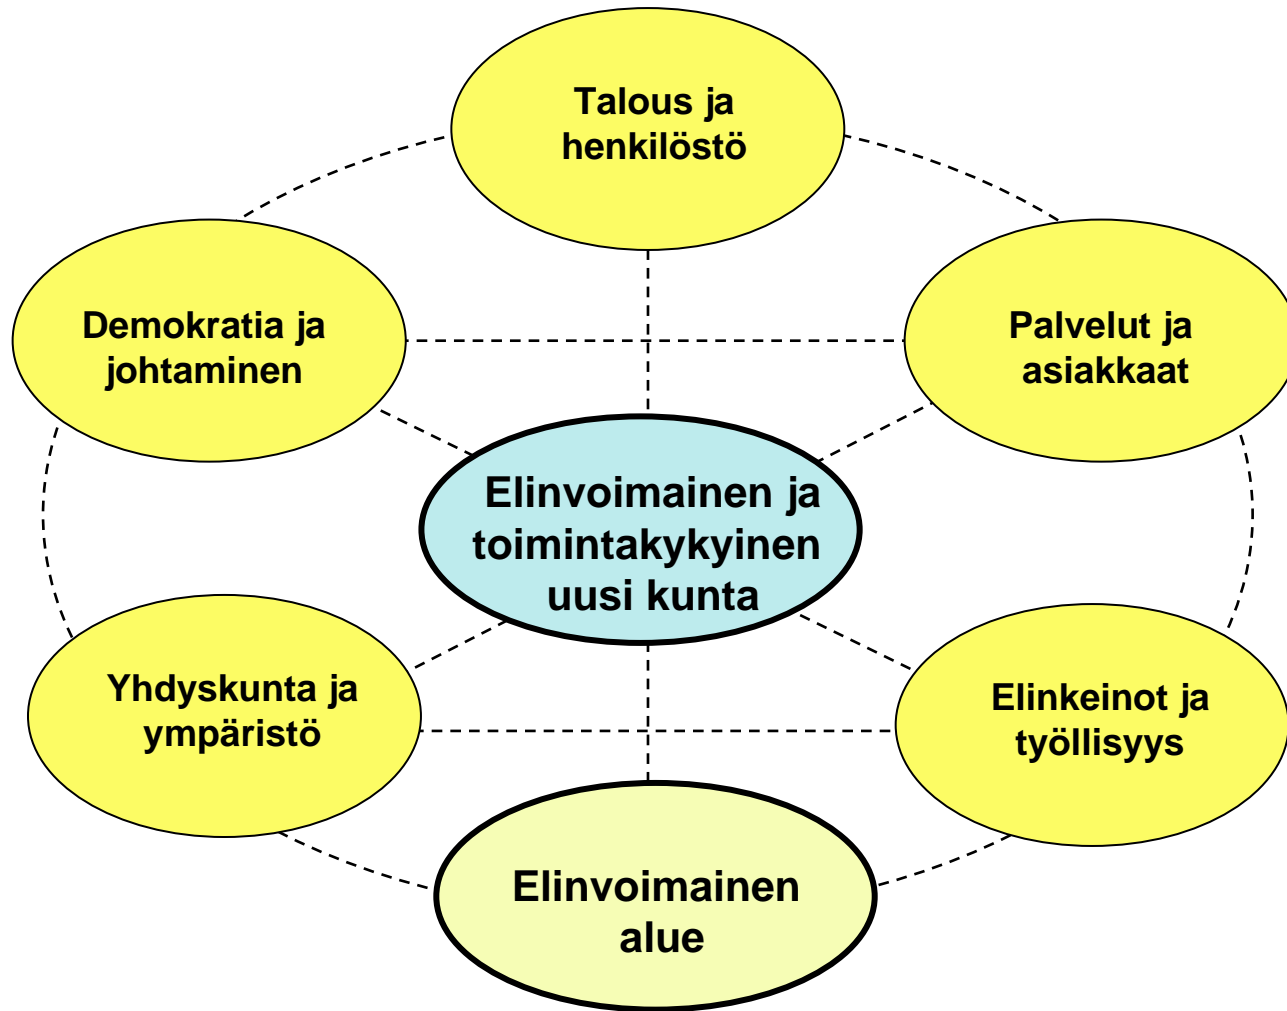 Talous ja
henkilöstö
Demokratia ja
johtaminen
Palvelut ja
asiakkaat
Elinvoimainen ja
toimintakykyinen
uusi kunta
Yhdyskunta ja
ympäristö
Elinkeinot ja
työllisyys
Elinvoimainen
alue